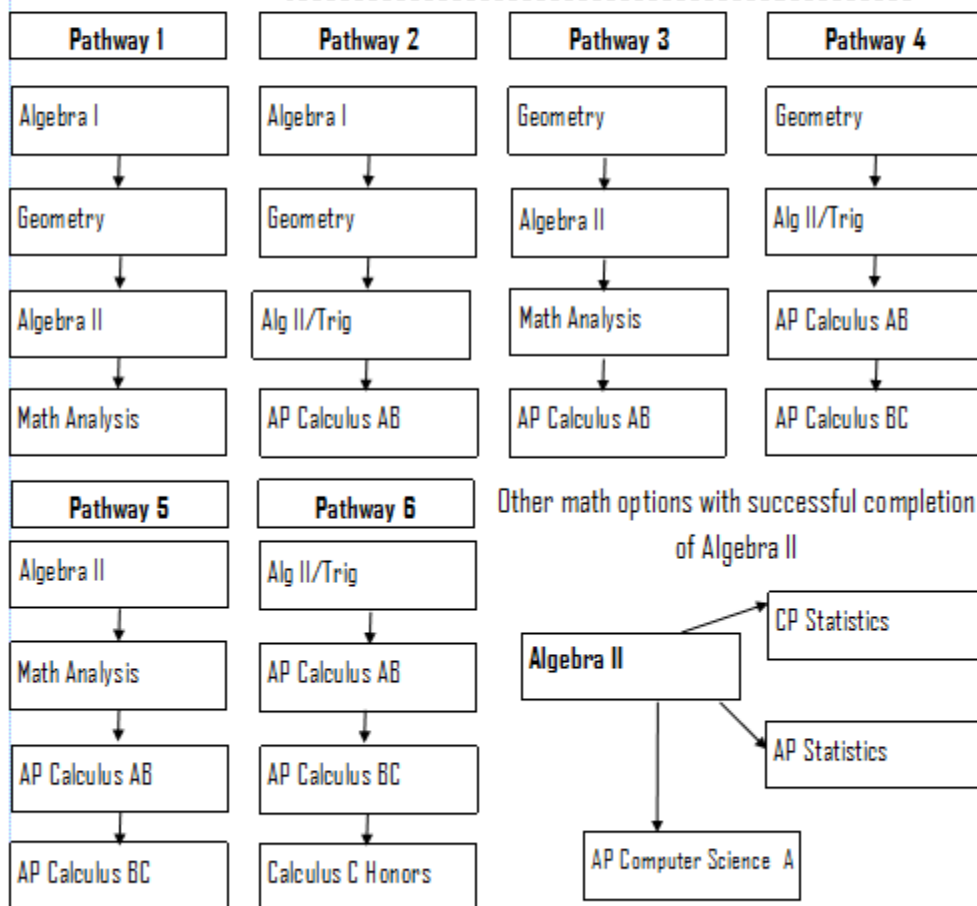 Pathway 1
Pathway 2
Pathway 3
Pathway 4
Algebra I
Algebra I
Geometry
Geometry
Geometry
Geometry
Algebra II
Alg II/Trig
Algebra II
Alg II/Trig
Math Analysis
AP Calculus AB
Math Analysis
AP Calculus AB
AP Calculus AB
AP Calculus BC
Pathway 5
Pathway 6
Other math options with successful completion
of Algebra II
Algebra II
Alg II/Trig
CP Statistics
Math Analysis
AP Calculus AB
Algebra II
AP Calculus AB
AP Calculus BC
AP Statistics
AP Calculus BC
Calculus C Honors
AP Computer Science A